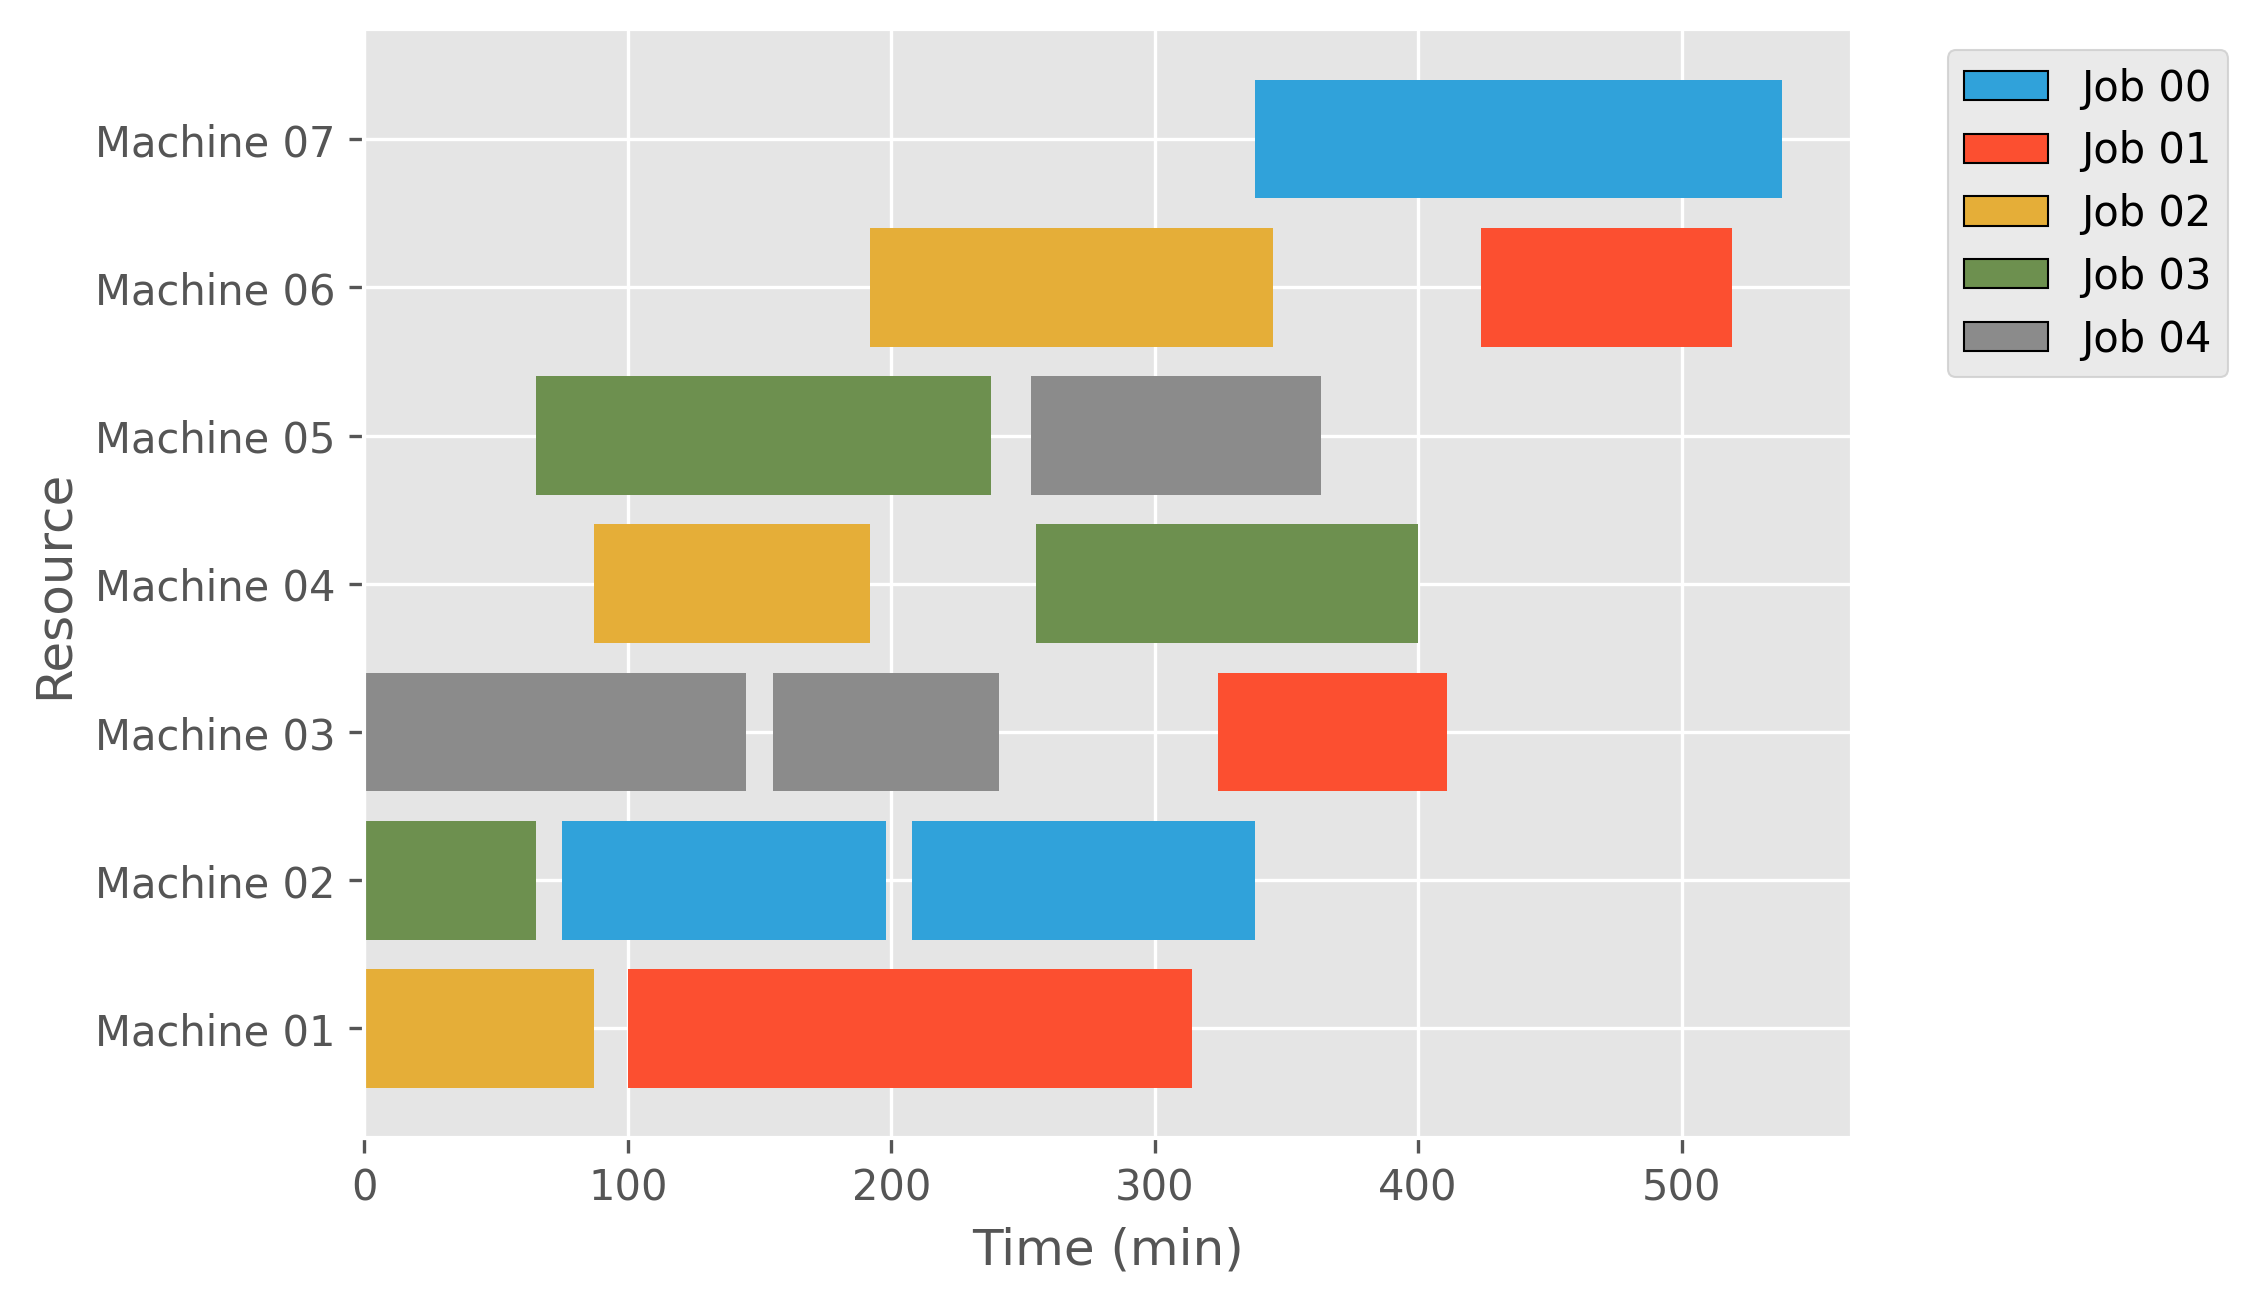 Machine 07
Machine 06
Machine 05
Machine 04
Machine 03
Machine 02
Machine 01
Resource
0 100 200 300 400 500
Time (min)
Job 00
Job 01
Job 02
Job 03
Job 04